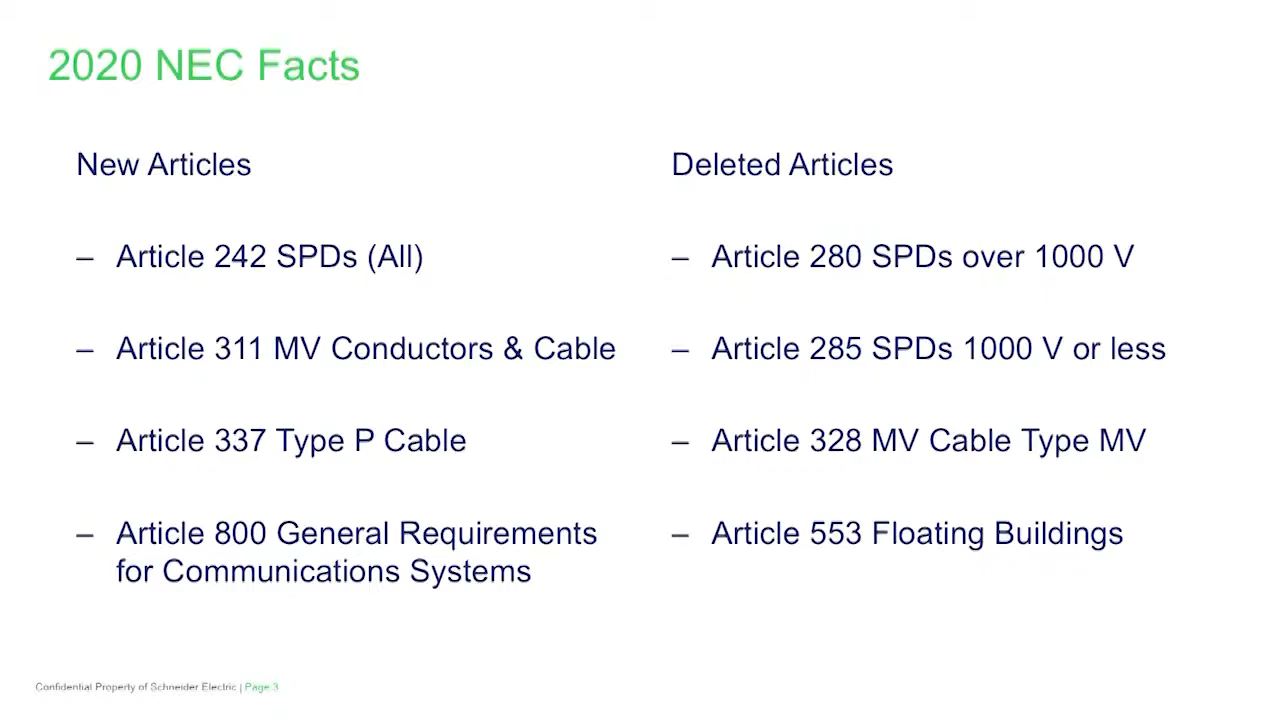 2020 NEC Facts
New Articles
– Article 242 SPDs (All)
– Article 311 MV Conductors & Cable
– Article 337 Type P Cable
– Article 800 General Requirements
for Communications Systems
Deleted Articles
– Article 280 SPDs over 1000 V
– Article 285 SPDs 1000 V or less
– Article 328 MV Cable Type MV
– Article 553 Floating Buildings
Confidential Property of Schneider Electric | Page 3